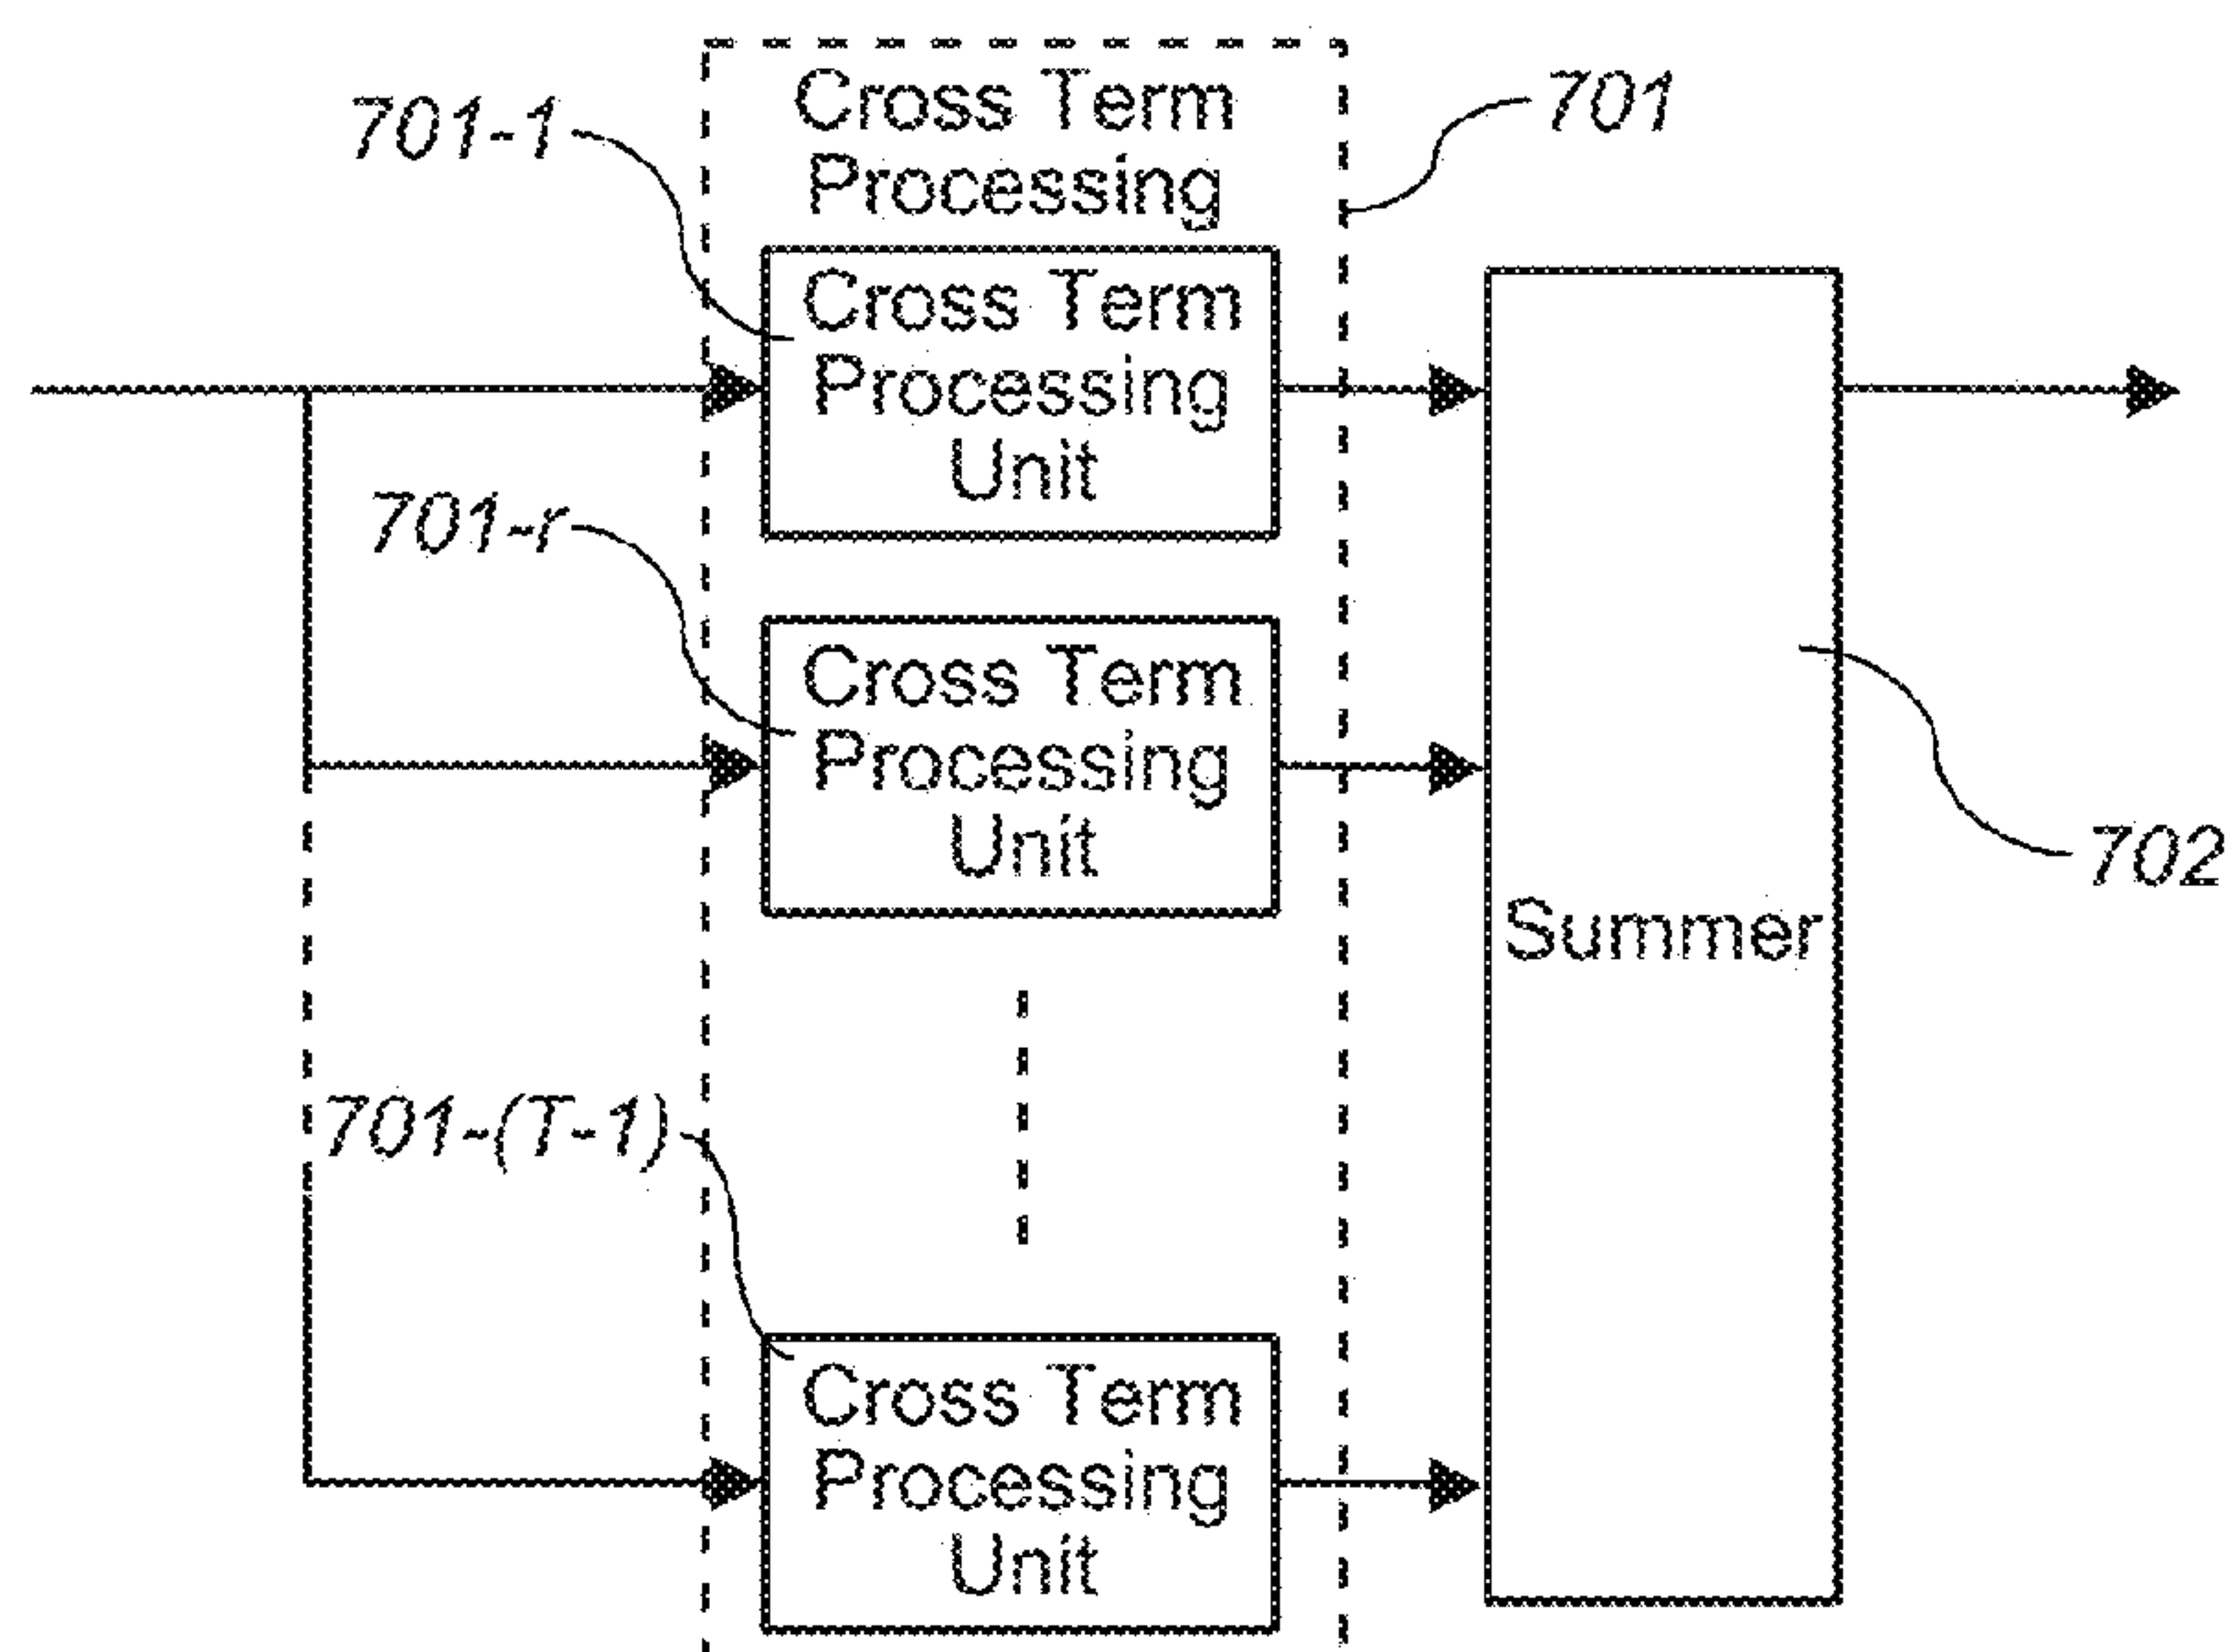 Cross Term
Processing
701
701-1
Cross Term
Processing
Unit
701-r
Cross Term
Processing
Unit
702
Summer
701-(T-1)
Cross Term
Processing
Unit